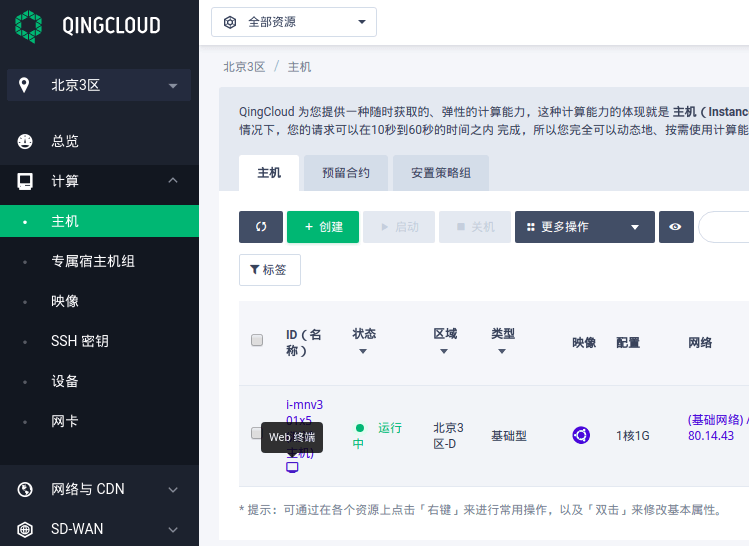 QINGCLOUD
全部资源
北京3区
北京3区 / 主机
QingCloud 为您提供一种随时获取的、弹性的计算能力，这种计算能力的体现就是 主机（Instance
情况下，您的请求可以在10秒到60秒的时间之内 完成，所以您完全可以动态地、按需使用计算能
总览
计算
主机
专属宿主机组
映像
SSH 密钥
设备
网卡
网络与 CDN
SD-WAN
主机 预留合约 安置策略组
+ 创建 启动 关机 更多操作
标签
ID（名称） 状态 区域 类型 映像 配置 网络
i-mnv3
01x5
主机)
Web 终端
运行中
北京3区-D
基础型
1核1G
(基础网络) /
80.14.43
* 提示：可通过在各个资源上点击「右键」来进行常用操作，以及「双击」来修改基本属性。